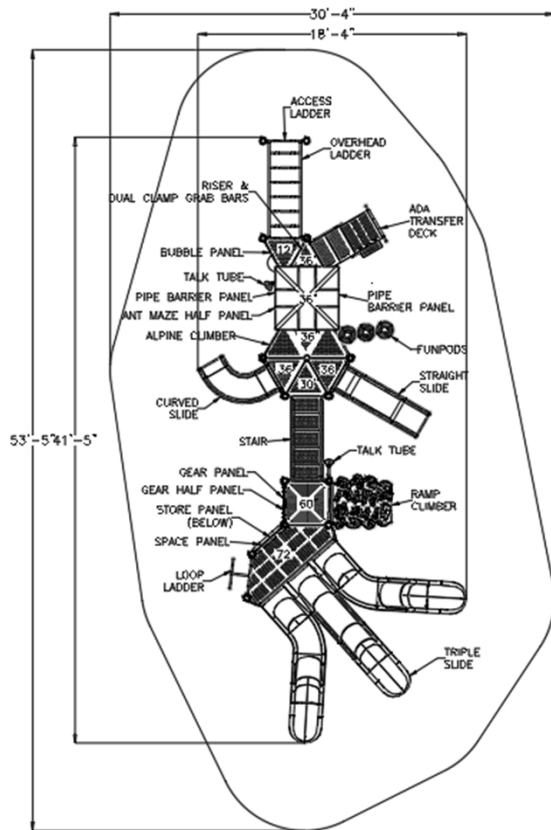 30'-4"
18'-4"
ACCESS
LADDER
OVERHEAD
LADDER
RISER &
DUAL CLAMP GRAB BARS
ADA
TRANSFER
DECK
BUBBLE PANEL
12
36
TALK TUBE
PIPE BARRIER PANEL
36"
PIPE
BARRIER PANEL
ANT MAZE HALF PANEL
ALPINE CLIMBER
36"
FUNPODS
36
30"
36
STRAIGHT
SLIDE
CURVED
SLIDE
53'-5"
41'-5"
STAIR
TALK TUBE
GEAR PANEL
GEAR HALF PANEL
60
RAMP
CLIMBER
STORE PANEL
(BELOW)
SPACE PANEL
72
LOOP
LADDER
TRIPLE
SLIDE